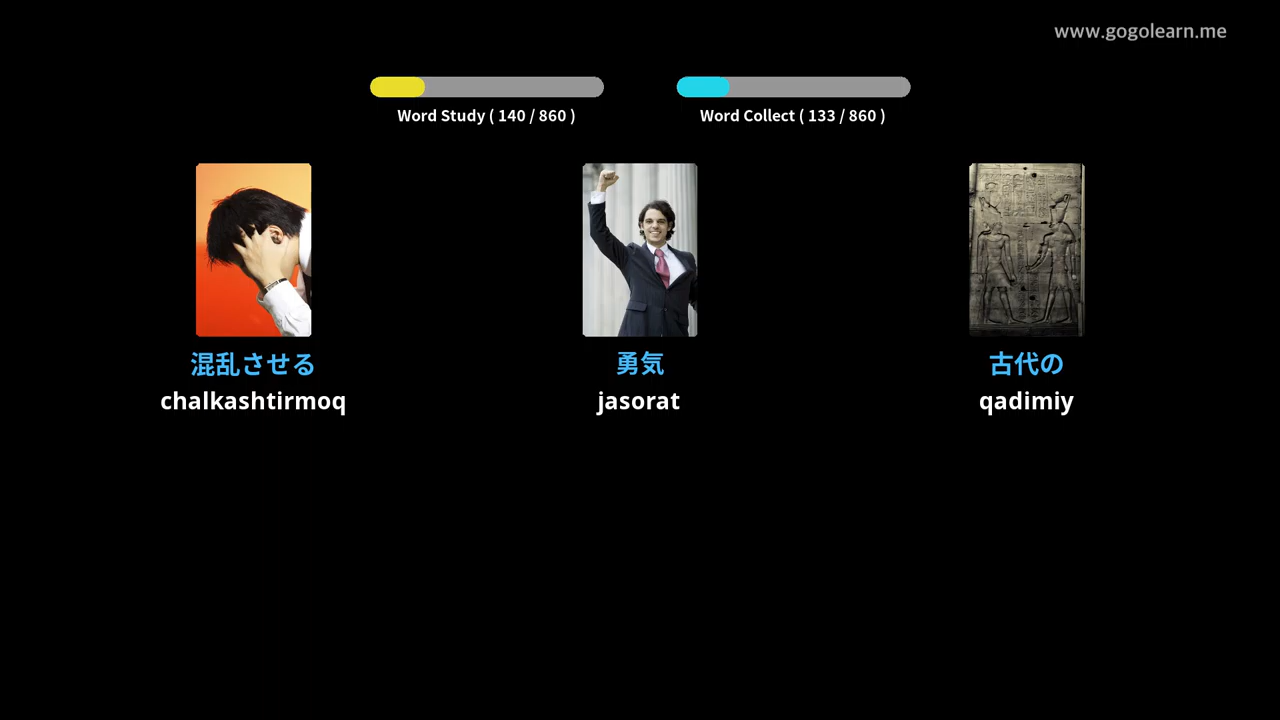 www.gogolearn.me
Word Study ( 140 / 860 )
Word Collect ( 133 / 860 )
混乱させる
chalkashtirmoq
勇気
jasorat
古代の
qadimiy